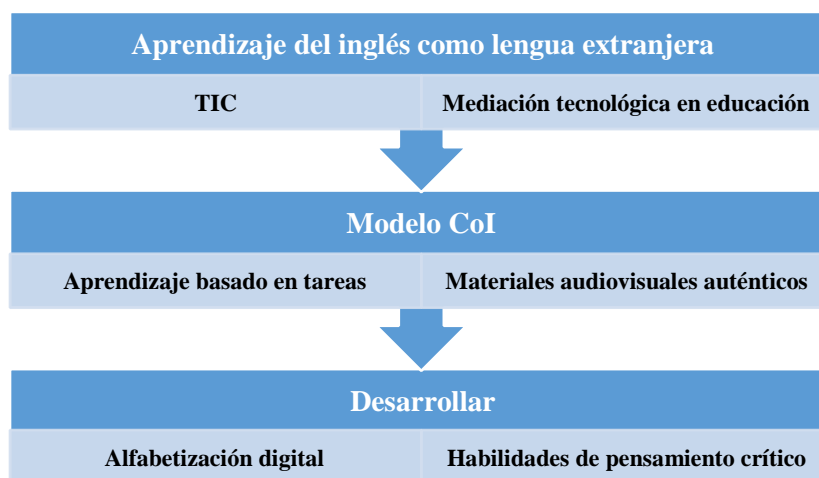 Aprendizaje del inglés como lengua extranjera
TIC
Mediación tecnológica en educación
Modelo CoI
Aprendizaje basado en tareas
Materiales audiovisuales auténticos
Desarrollar
Alfabetización digital
Habilidades de pensamiento crítico